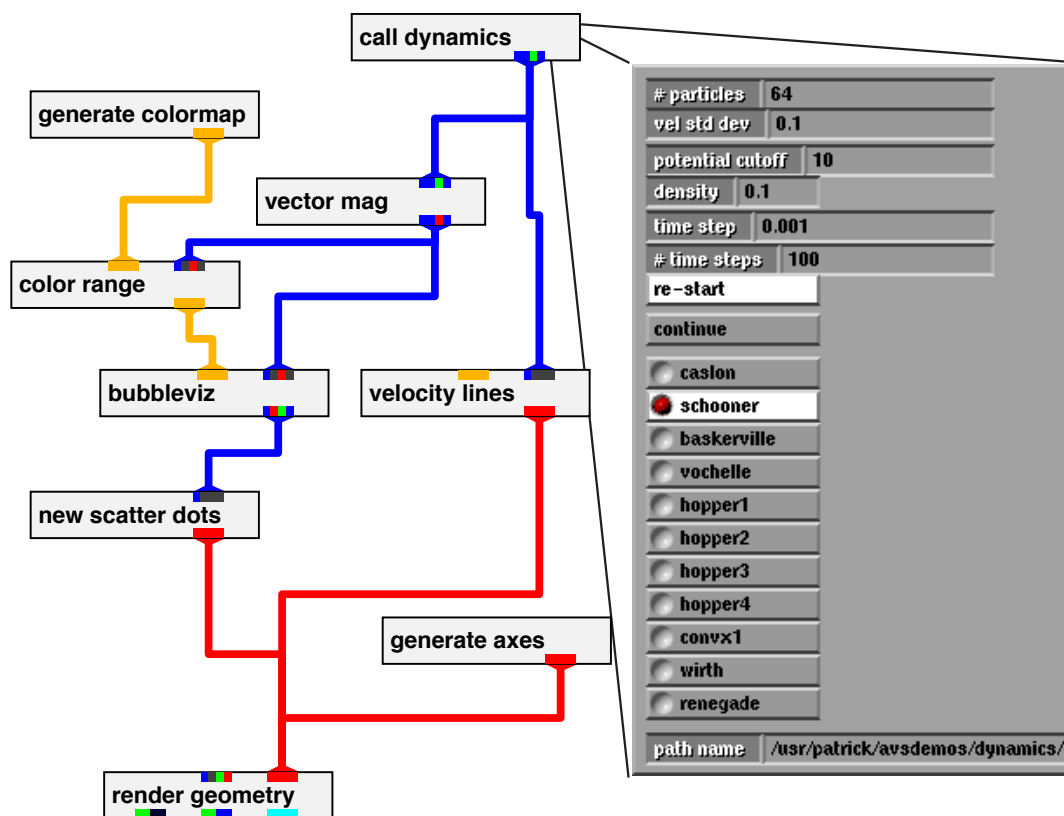 call dynamics
generate colormap
vector mag
color range
bubbleviz
velocity lines
new scatter dots
generate axes
render geometry
# particles 64
vel std dev 0.1
potential cutoff 10
density 0.1
time step 0.001
# time steps 100
re-start
continue
caslon
schooner
baskerville
vochelle
hopper1
hopper2
hopper3
hopper4
convx1
wirth
renegade
path name /usr/patrick/avsdemos/dynamics/